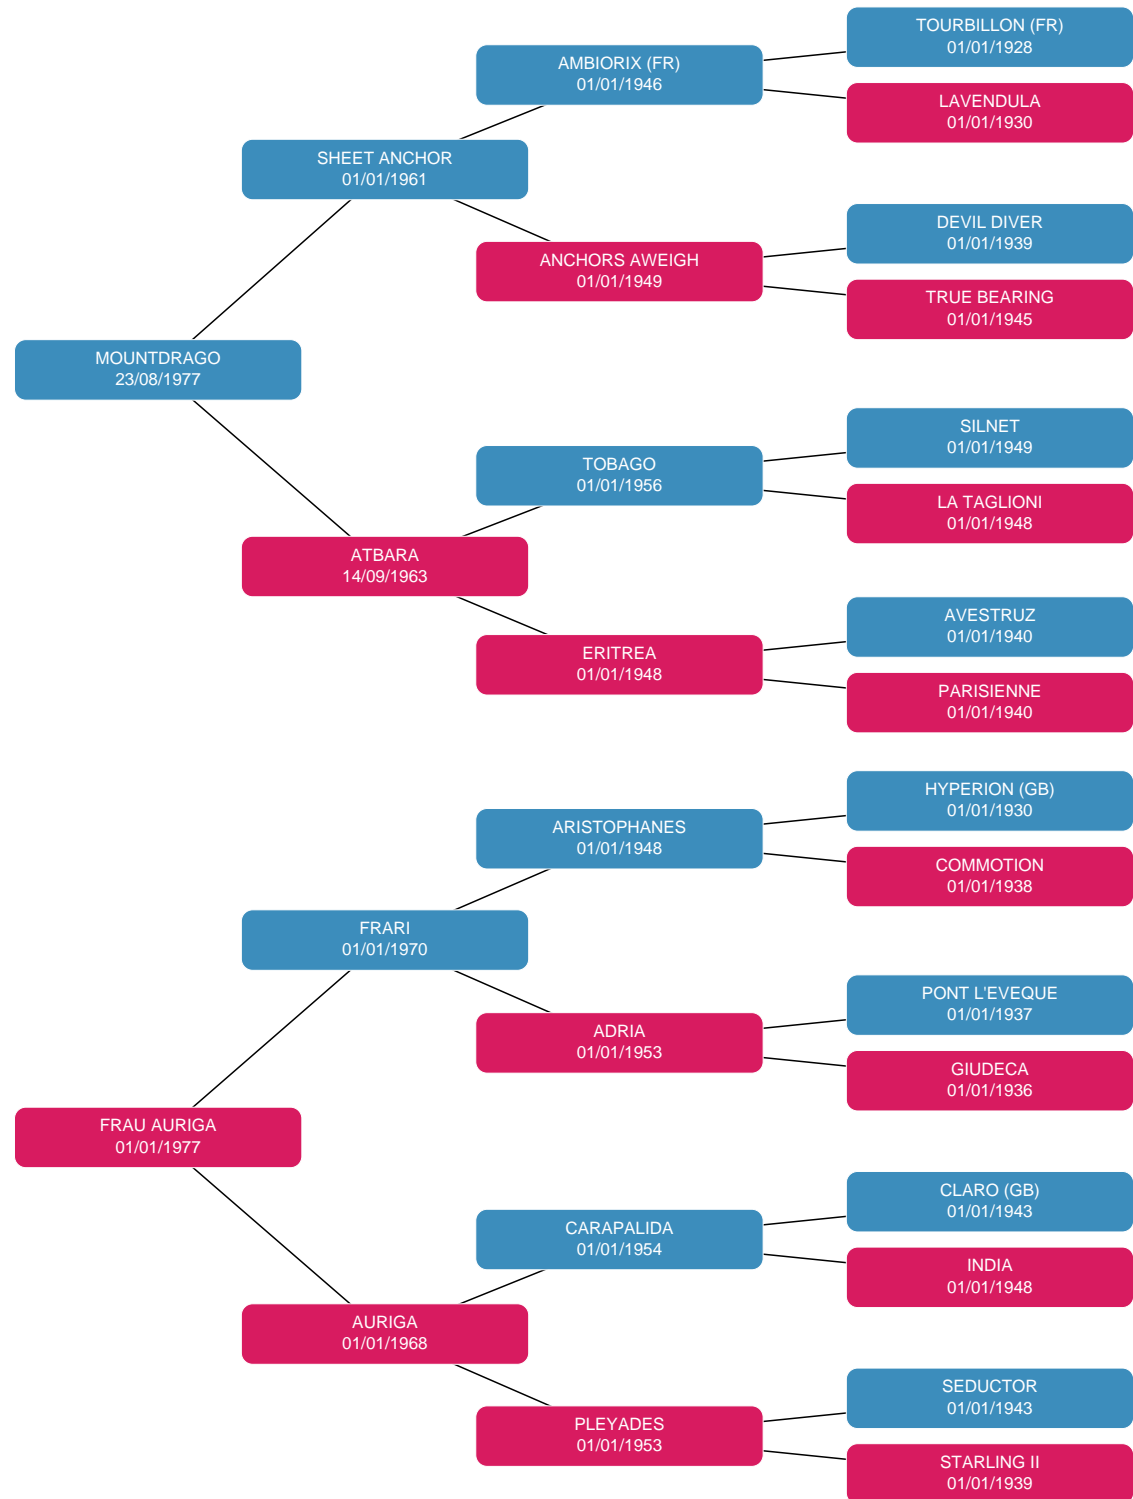 TOURBILLON (FR)
01/01/1928
AMBIORIX (FR)
01/01/1946
LAVENDULA
01/01/1930
SHEET ANCHOR
01/01/1961
DEVIL DIVER
01/01/1939
ANCHORS AWEIGH
01/01/1949
TRUE BEARING
01/01/1945
MOUNTDRAGO
23/08/1977
SILNET
01/01/1949
TOBAGO
01/01/1956
LA TAGLIONI
01/01/1948
ATBARA
14/09/1963
AVESTRUZ
01/01/1940
ERITREA
01/01/1948
PARISIENNE
01/01/1940
HYPERION (GB)
01/01/1930
ARISTOPHANES
01/01/1948
COMMOTION
01/01/1938
FRARI
01/01/1970
PONT L'EVEQUE
01/01/1937
ADRIA
01/01/1953
GIUDECA
01/01/1936
FRAU AURIGA
01/01/1977
CLARO (GB)
01/01/1943
CARAPALIDA
01/01/1954
INDIA
01/01/1948
AURIGA
01/01/1968
SEDUCTOR
01/01/1943
PLEYADES
01/01/1953
STARLING II
01/01/1939